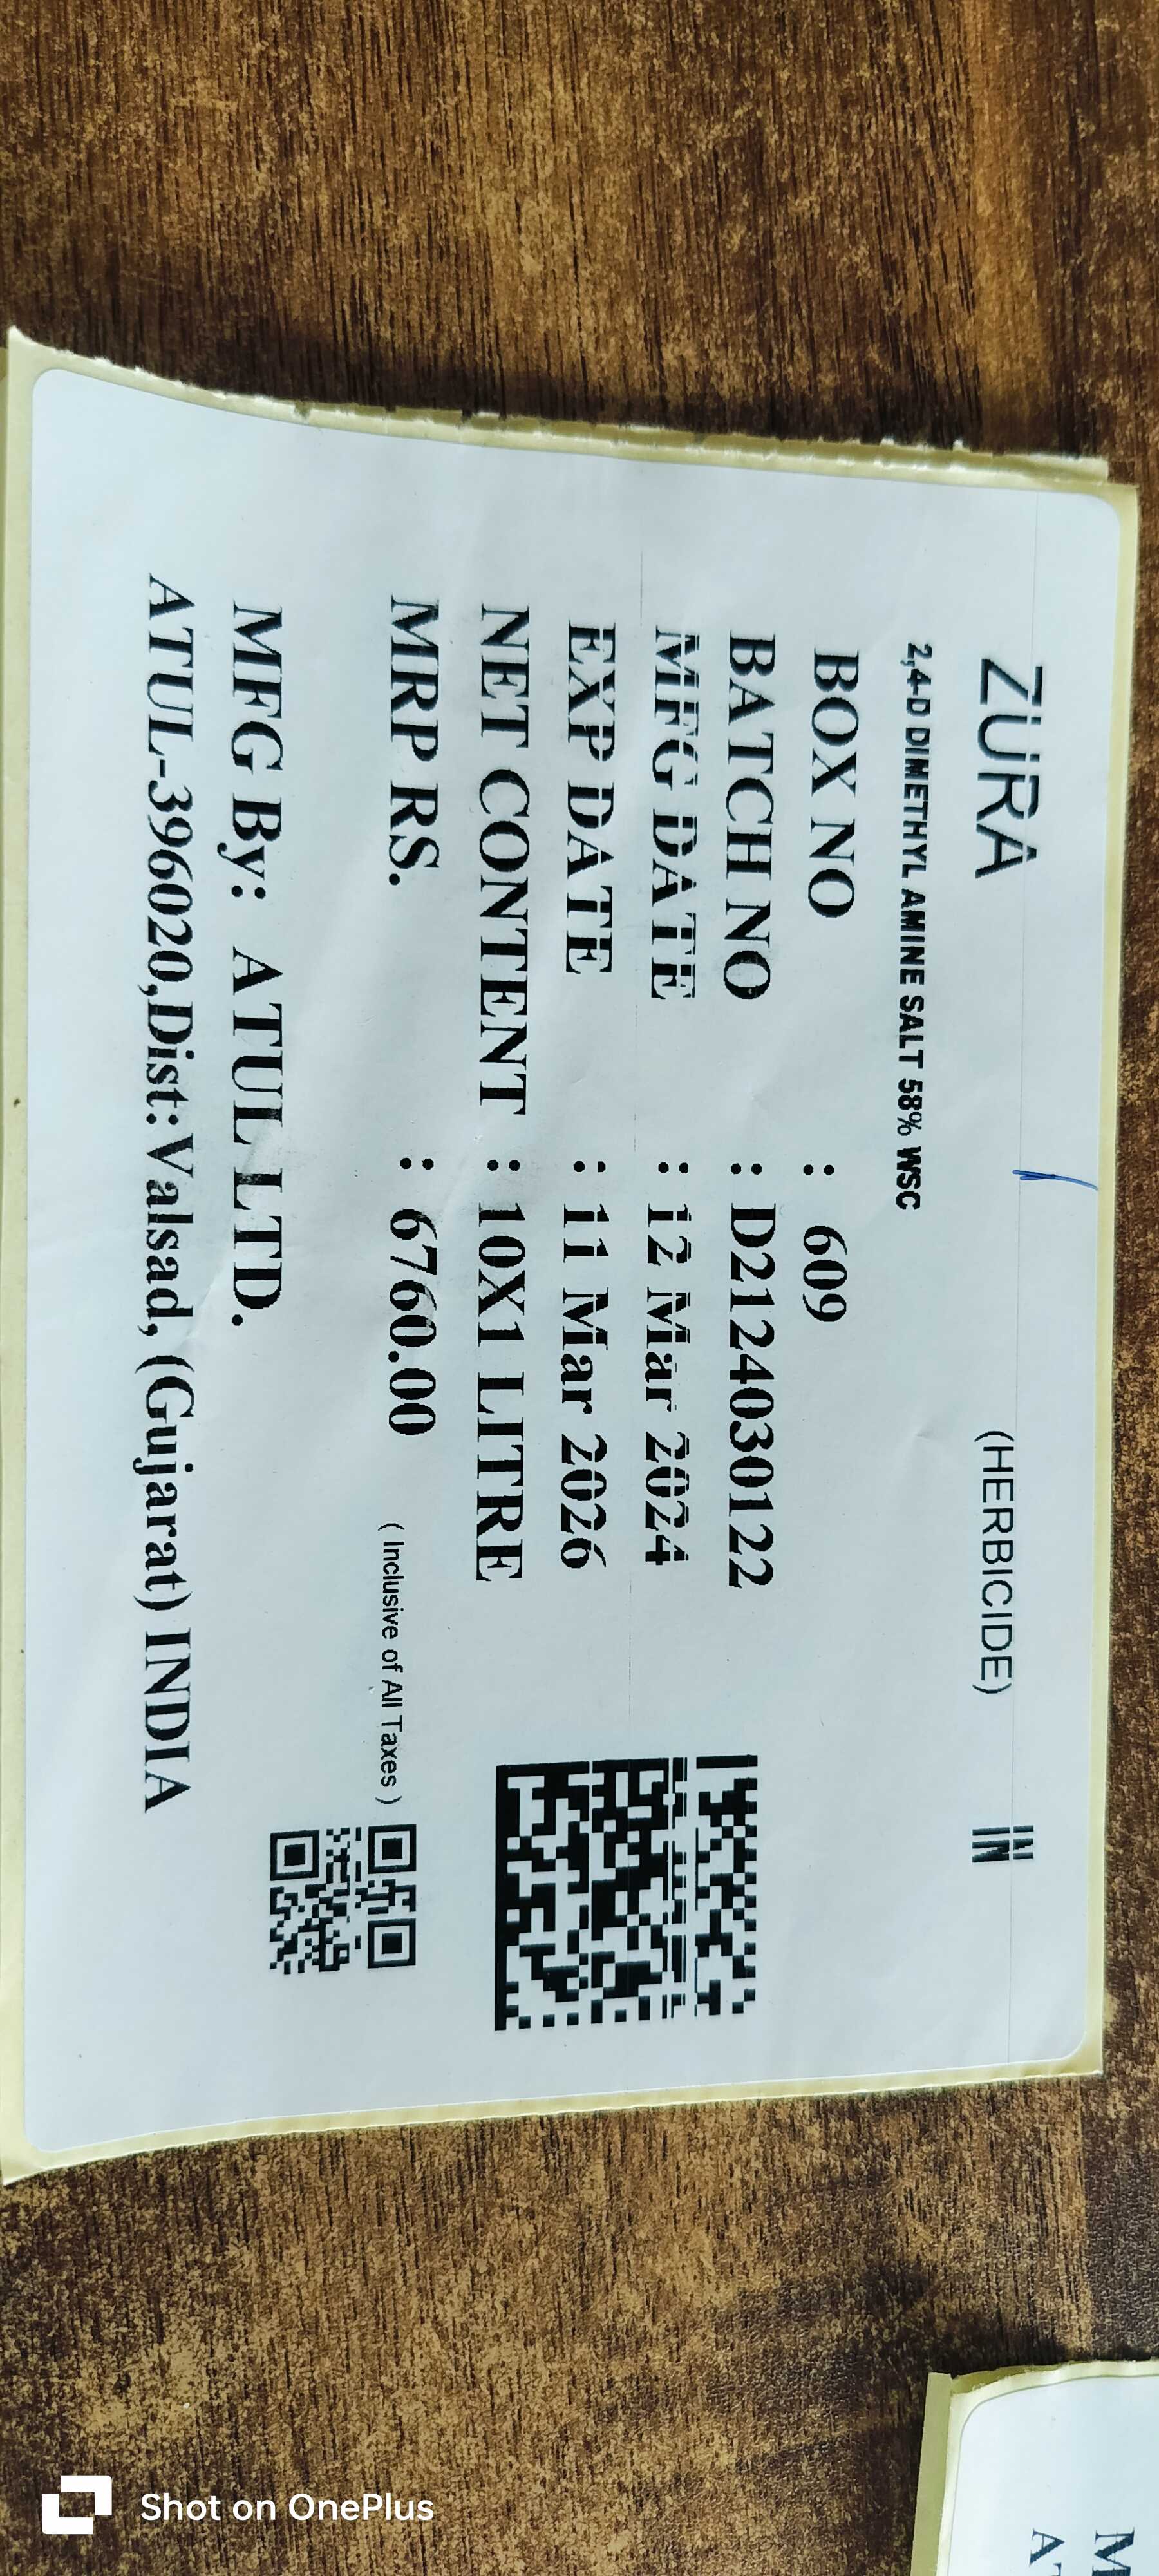 ZURA (HERBICIDE) IN
2,4-D DIMETHYL AMINE SALT 58% WSC
BOX NO : 609
BATCH NO : D2124030122
MFG DATE : 12 Mar 2024
EXP DATE : 11 Mar 2026
NET CONTENT : 10X1 LITRE
MRP RS. : 6760.00 ( Inclusive of All Taxes )
MFG By: ATUL LTD.
ATUL-396020,Dist:Valsad, (Gujarat) INDIA
Shot on OnePlus